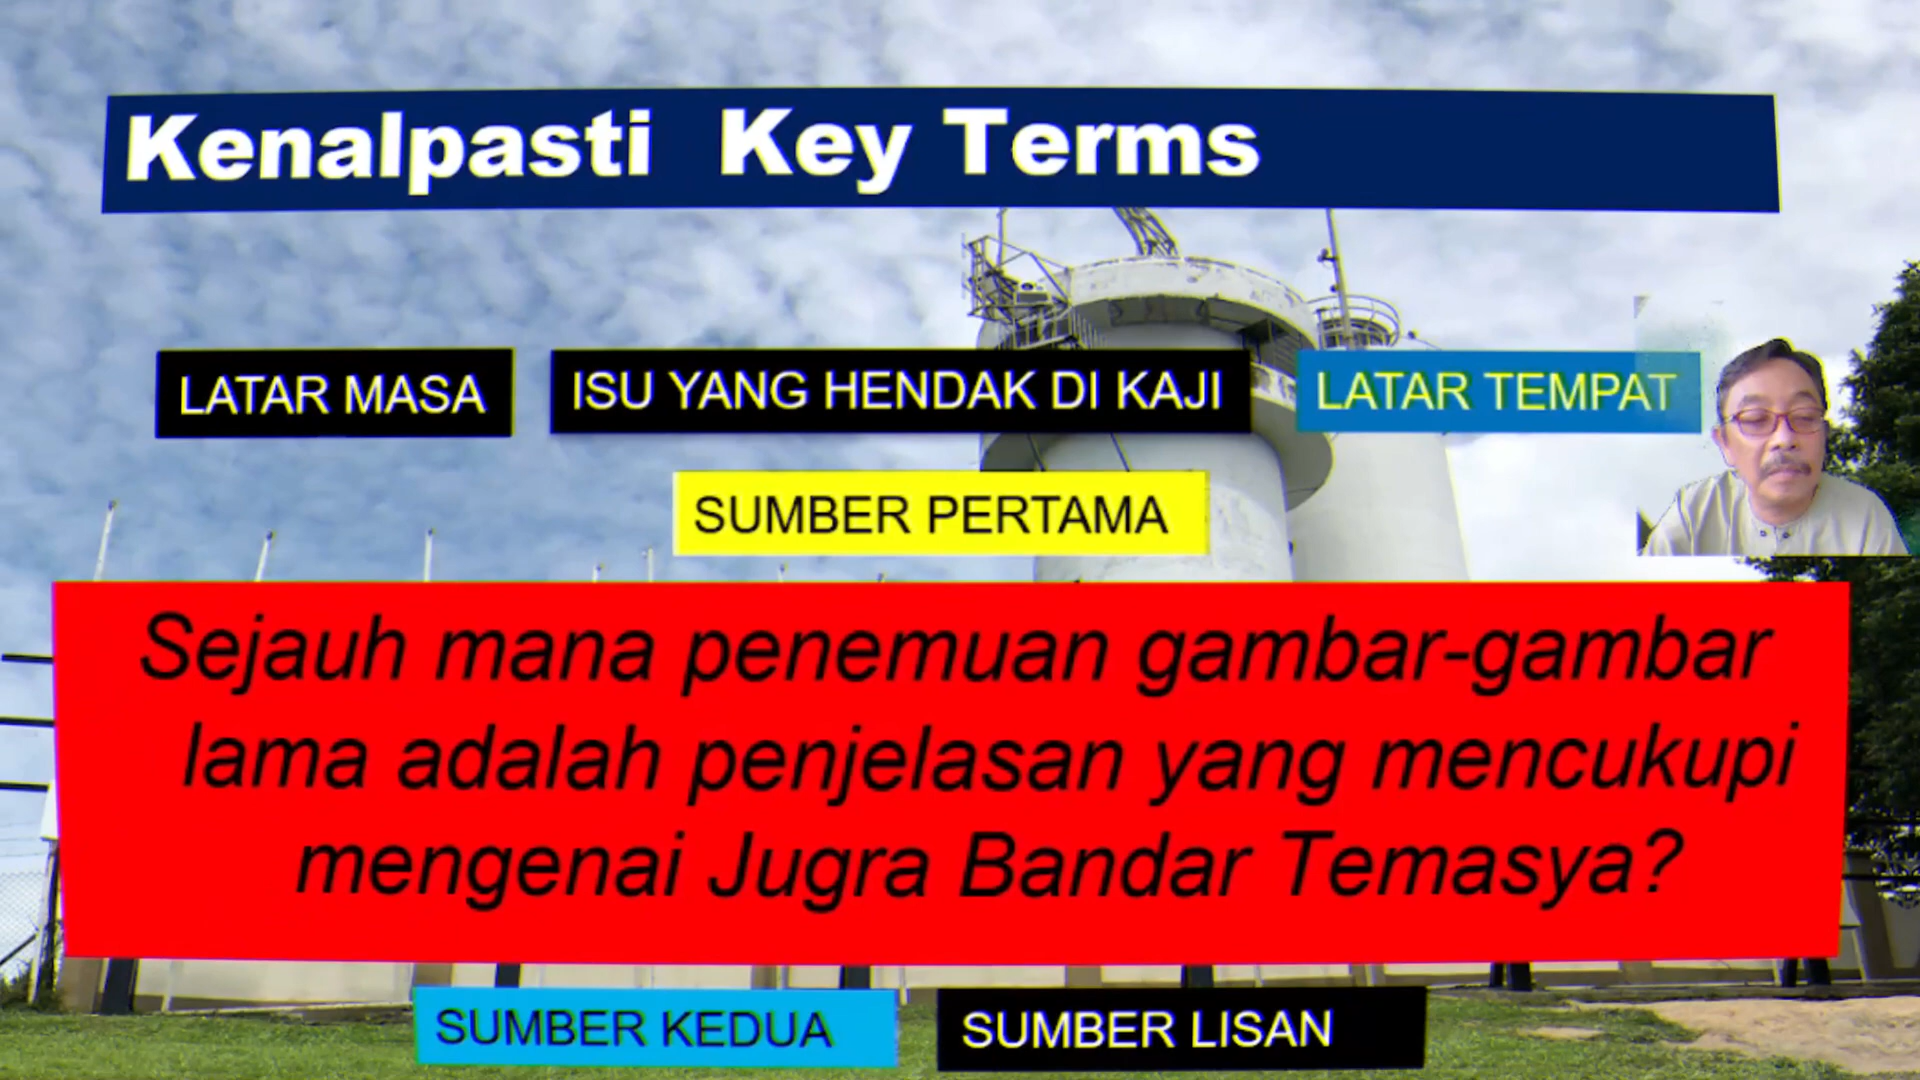 Kenalpasti Key Terms
LATAR MASA
ISU YANG HENDAK DI KAJI
LATAR TEMPAT
SUMBER PERTAMA
Sejauh mana penemuan gambar-gambar
lama adalah penjelasan yang mencukupi
mengenai Jugra Bandar Temasya?
SUMBER KEDUA
SUMBER LISAN